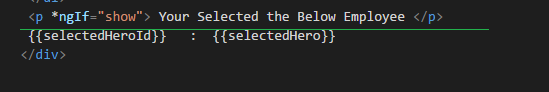 <p *ngIf="show"> Your Selected the Below Employee </p>
{{selectedHeroId}} : {{selectedHero}}
</div>